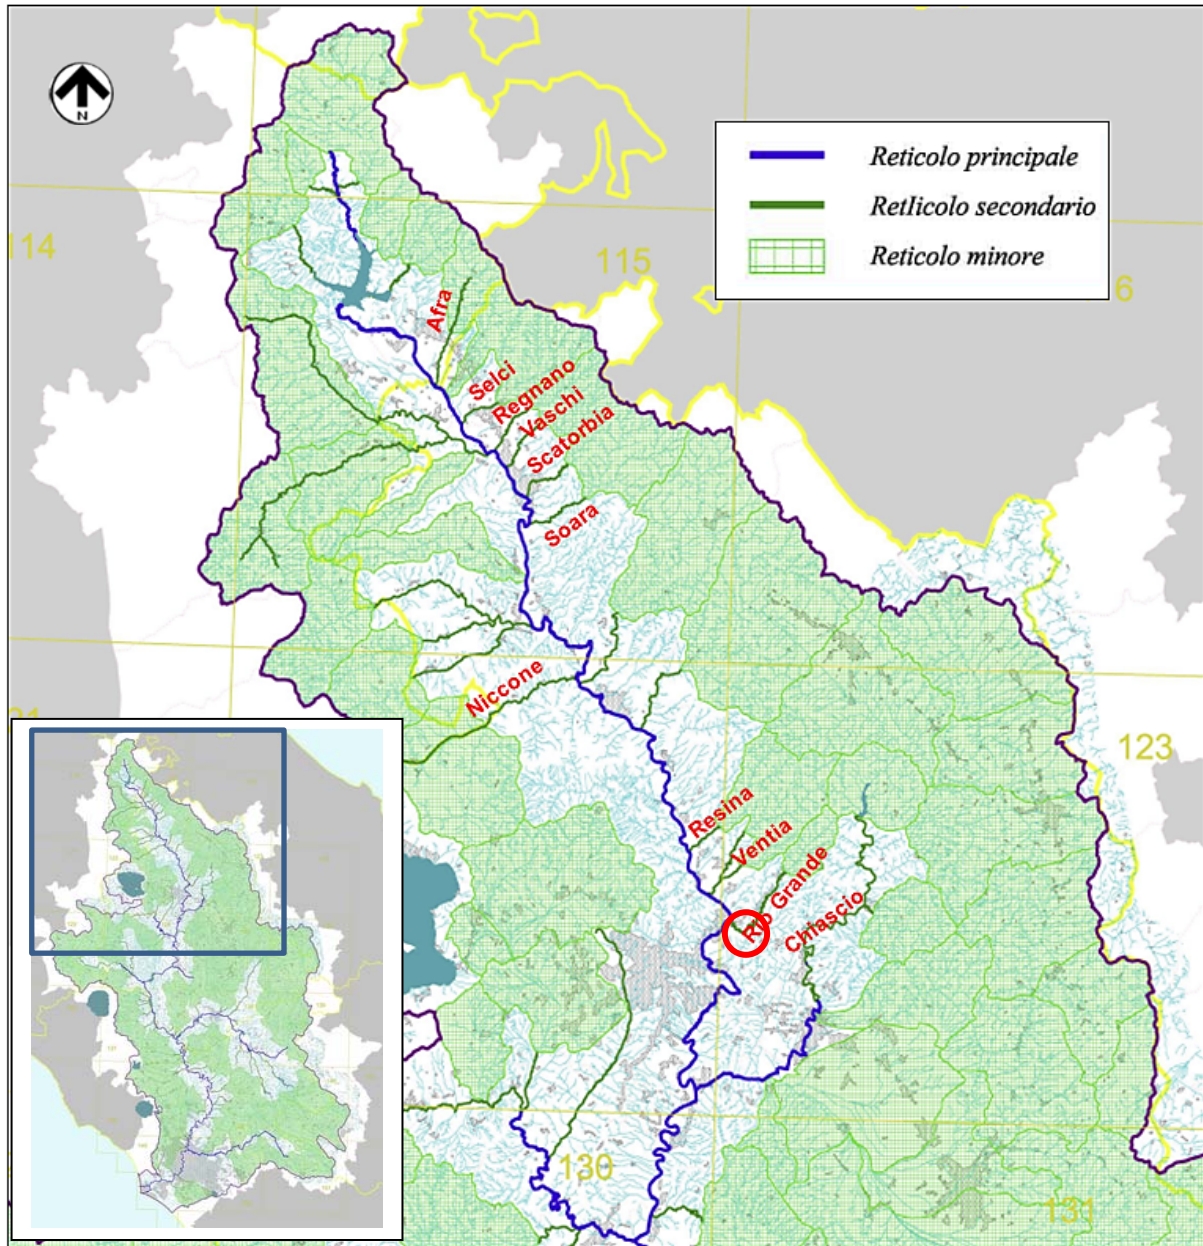 N
Reticolo principale
RetIicolo secondario
Reticolo minore
114
115
6
Afra
Selci
Regnano
Vaschi
Scatorbia
Soara
Niccone
123
Resina
Ventia
Rio Grande
Chiascio
130
131